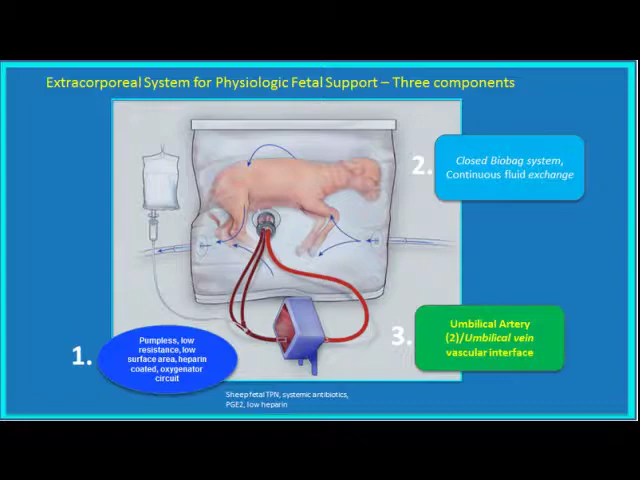 Extracorporeal System for Physiologic Fetal Support – Three components
2.
Closed Biobag system,
Continuous fluid exchange
3.
Umbilical Artery
(2)/Umbilical vein
vascular interface
1.
Pumpless, low
resistance, low
surface area, heparin
coated, oxygenator
circuit
Sheep fetal TPN, systemic antibiotics,
PGE2, low heparin